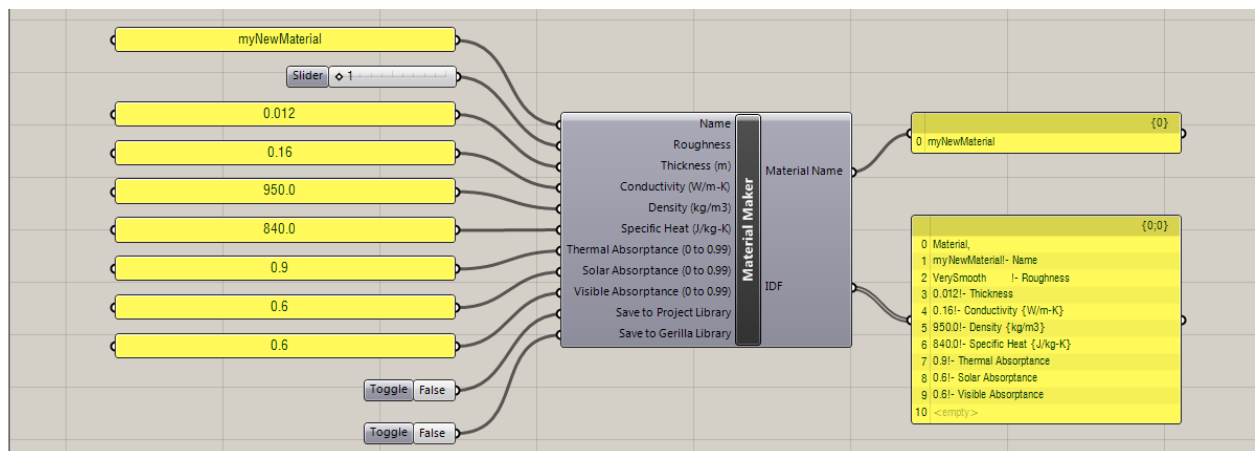 myNewMaterial
Slider 1
0.012
0.16
950.0
840.0
0.9
0.6
0.6
Toggle False
Toggle False
Name
Roughness
Thickness (m)
Conductivity (W/m-K)
Density (kg/m3)
Specific Heat (J/kg-K)
Thermal Absorptance (0 to 0.99)
Solar Absorptance (0 to 0.99)
Visible Absorptance (0 to 0.99)
Save to Project Library
Save to Gerilla Library
Material Maker
Material Name
IDF
{0}
0 myNewMaterial
{0;0}
0 Material,
1 myNewMaterial!- Name
2 VerySmooth !- Roughness
3 0.012!- Thickness
4 0.16!- Conductivity {W/m-K}
5 950.0!- Density {kg/m3}
6 840.0!- Specific Heat {J/kg-K}
7 0.9!- Thermal Absorptance
8 0.6!- Solar Absorptance
9 0.6!- Visible Absorptance
10 <empty>